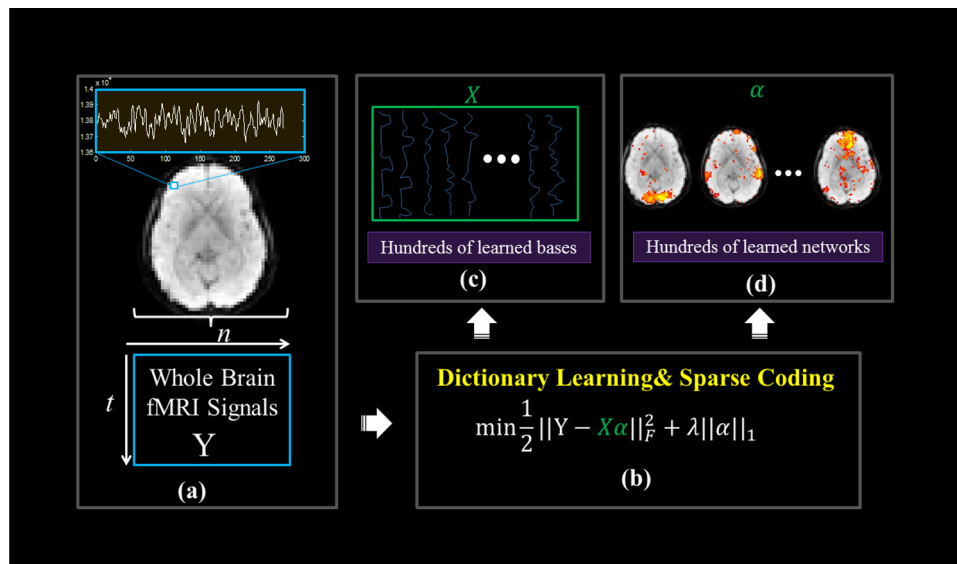 x 10⁴
1.4
1.39
1.38
1.37
1.36
0 50 100 150 200 250 300
n
t
Whole Brain
fMRI Signals
Y
(a)
X
Hundreds of learned bases
(c)
α
Hundreds of learned networks
(d)
Dictionary Learning& Sparse Coding
min½||Y − Xα||²_F + λ||α||₁
(b)